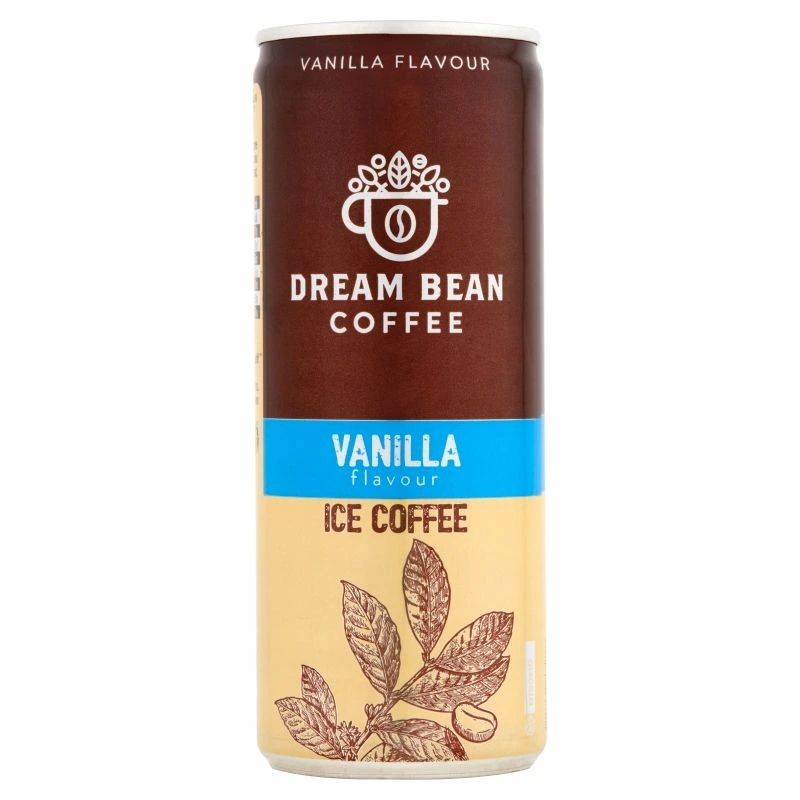 VANILLA FLAVOUR
DREAM BEAN
COFFEE
VANILLA
flavour
ICE COFFEE